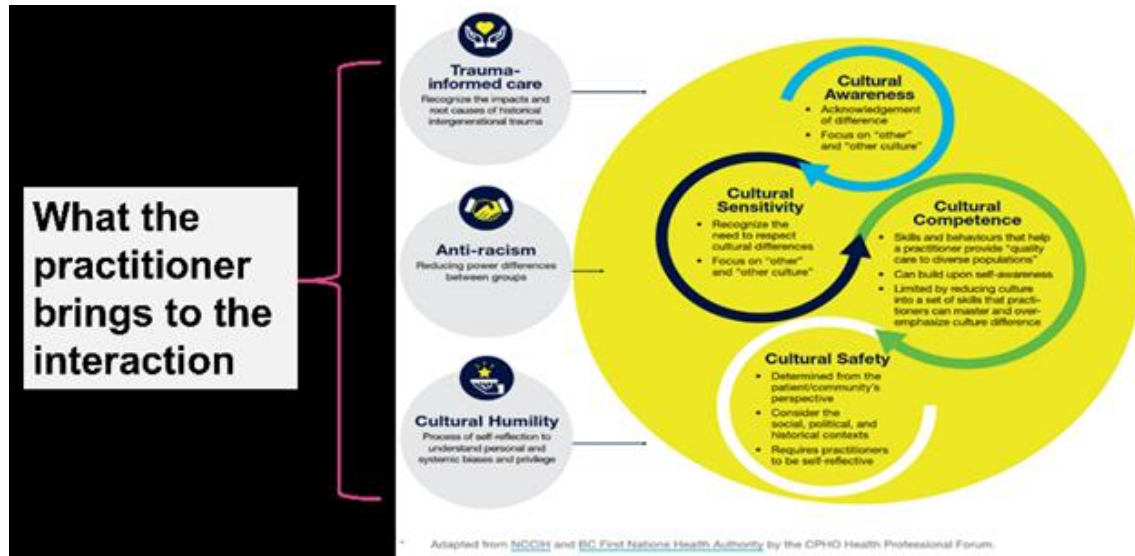 What the
practitioner
brings to the
interaction
Trauma-
informed care
Recognize the impacts and
root causes of historical
intergenerational trauma
Anti-racism
Reducing power differences
between groups
Cultural Humility
Process of self-reflection to
understand personal and
systemic biases and privilege
Cultural
Awareness
• Acknowledgement
of difference
• Focus on “other”
and “other culture”
Cultural
Sensitivity
• Recognize the
need to respect
cultural differences
• Focus on “other”
and “other culture”
Cultural
Competence
• Skills and behaviours that help
a practitioner provide “quality
care to diverse populations”
• Can build upon self-awareness
• Limited by reducing culture
into a set of skills that practi-
tioners can master and over-
emphasize culture difference
Cultural Safety
• Determined from the
patient/community’s
perspective
• Consider the
social, political, and
historical contexts
• Requires practitioners
to be self-reflective
Adapted from NCCIH and BC First Nations Health Authority by the CPHO Health Professional Forum.